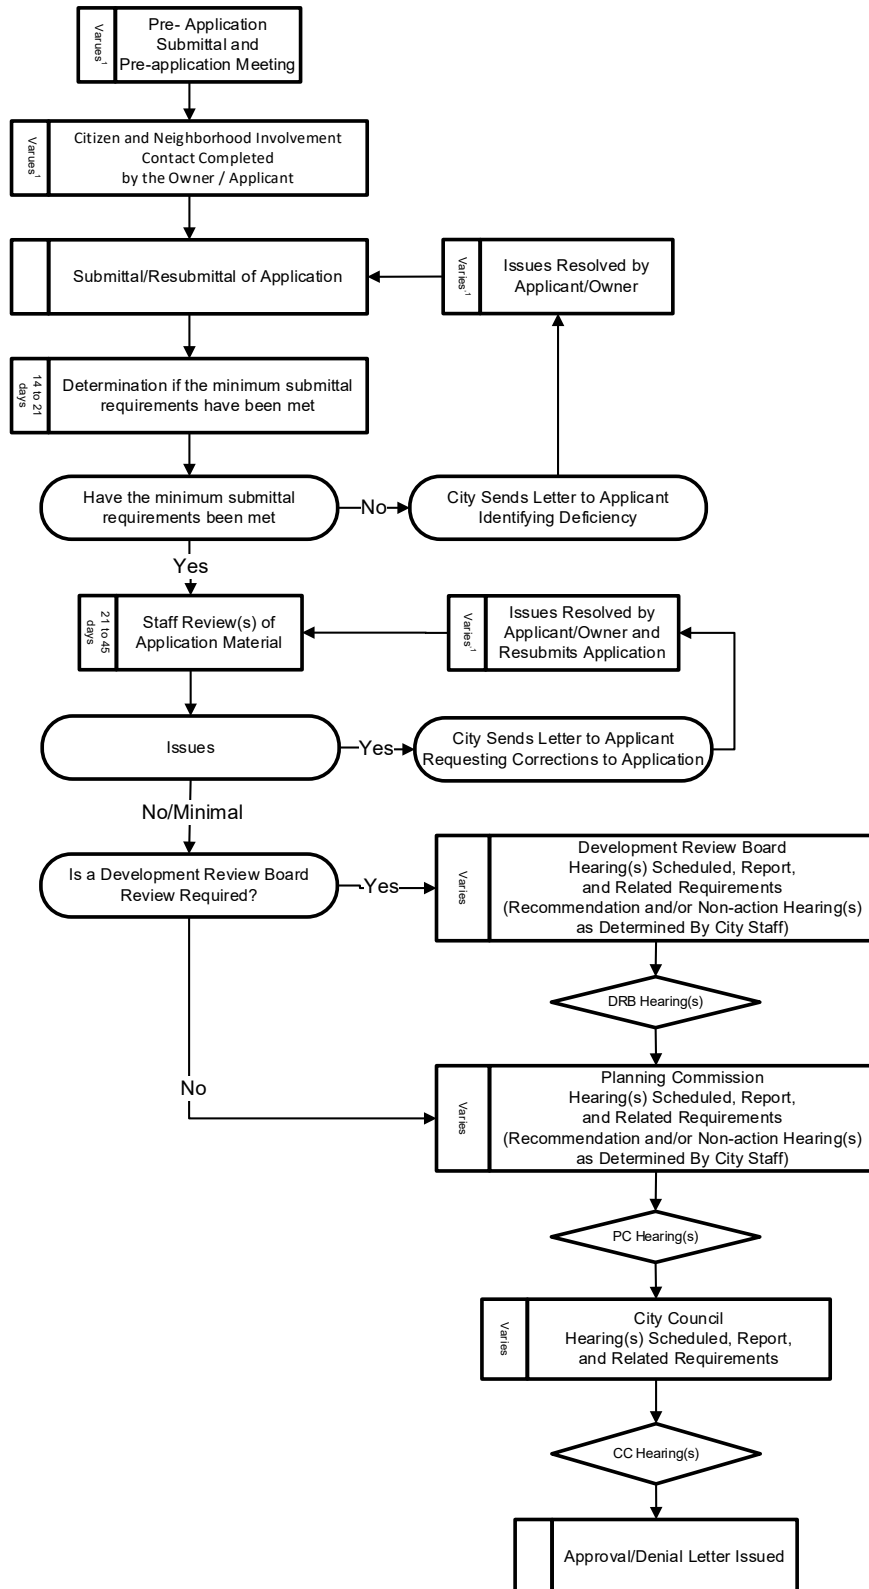 Varues¹
Pre- Application
Submittal and
Pre-application Meeting
Varues¹
Citizen and Neighborhood Involvement
Contact Completed
by the Owner / Applicant
Submittal/Resubmittal of Application
Varies,¹
Issues Resolved by
Applicant/Owner
14 to 21
days
Determination if the minimum submittal
requirements have been met
Have the minimum submittal
requirements been met
No
City Sends Letter to Applicant
Identifying Deficiency
Yes
21 to 45
days
Staff Review(s) of
Application Material
Varies,¹
Issues Resolved by
Applicant/Owner and
Resubmits Application
Issues
Yes
City Sends Letter to Applicant
Requesting Corrections to Application
No/Minimal
Is a Development Review Board
Review Required?
Yes
Varies
Development Review Board
Hearing(s) Scheduled, Report,
and Related Requirements
(Recommendation and/or Non-action Hearing(s)
as Determined By City Staff)
DRB Hearing(s)
No
Varies
Planning Commission
Hearing(s) Scheduled, Report,
and Related Requirements
(Recommendation and/or Non-action Hearing(s)
as Determined By City Staff)
PC Hearing(s)
Varies
City Council
Hearing(s) Scheduled, Report,
and Related Requirements
CC Hearing(s)
Approval/Denial Letter Issued